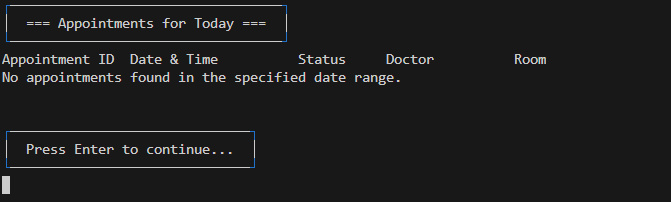 === Appointments for Today ===
Appointment ID  Date & Time          Status     Doctor          Room
No appointments found in the specified date range.
Press Enter to continue...